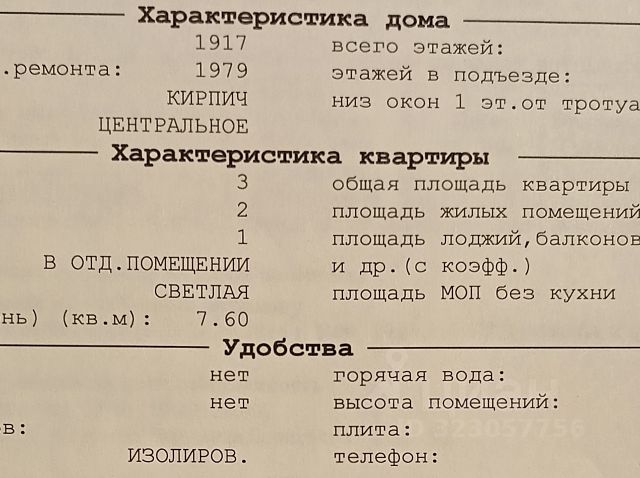 Характеристика дома
1917 всего этажей:
.ремонта: 1979 этажей в подъезде:
КИРПИЧ низ окон 1 эт.от тротуа
ЦЕНТРАЛЬНОЕ
Характеристика квартиры
3 общая площадь квартиры
2 площадь жилых помещений
1 площадь лоджий,балконов
В ОТД.ПОМЕЩЕНИИ и др.(с коэфф.)
СВЕТЛАЯ площадь МОП без кухни
нь) (кв.м): 7.60
Удобства
нет горячая вода:
нет высота помещений:
в: плита:
ИЗОЛИРОВ. телефон: